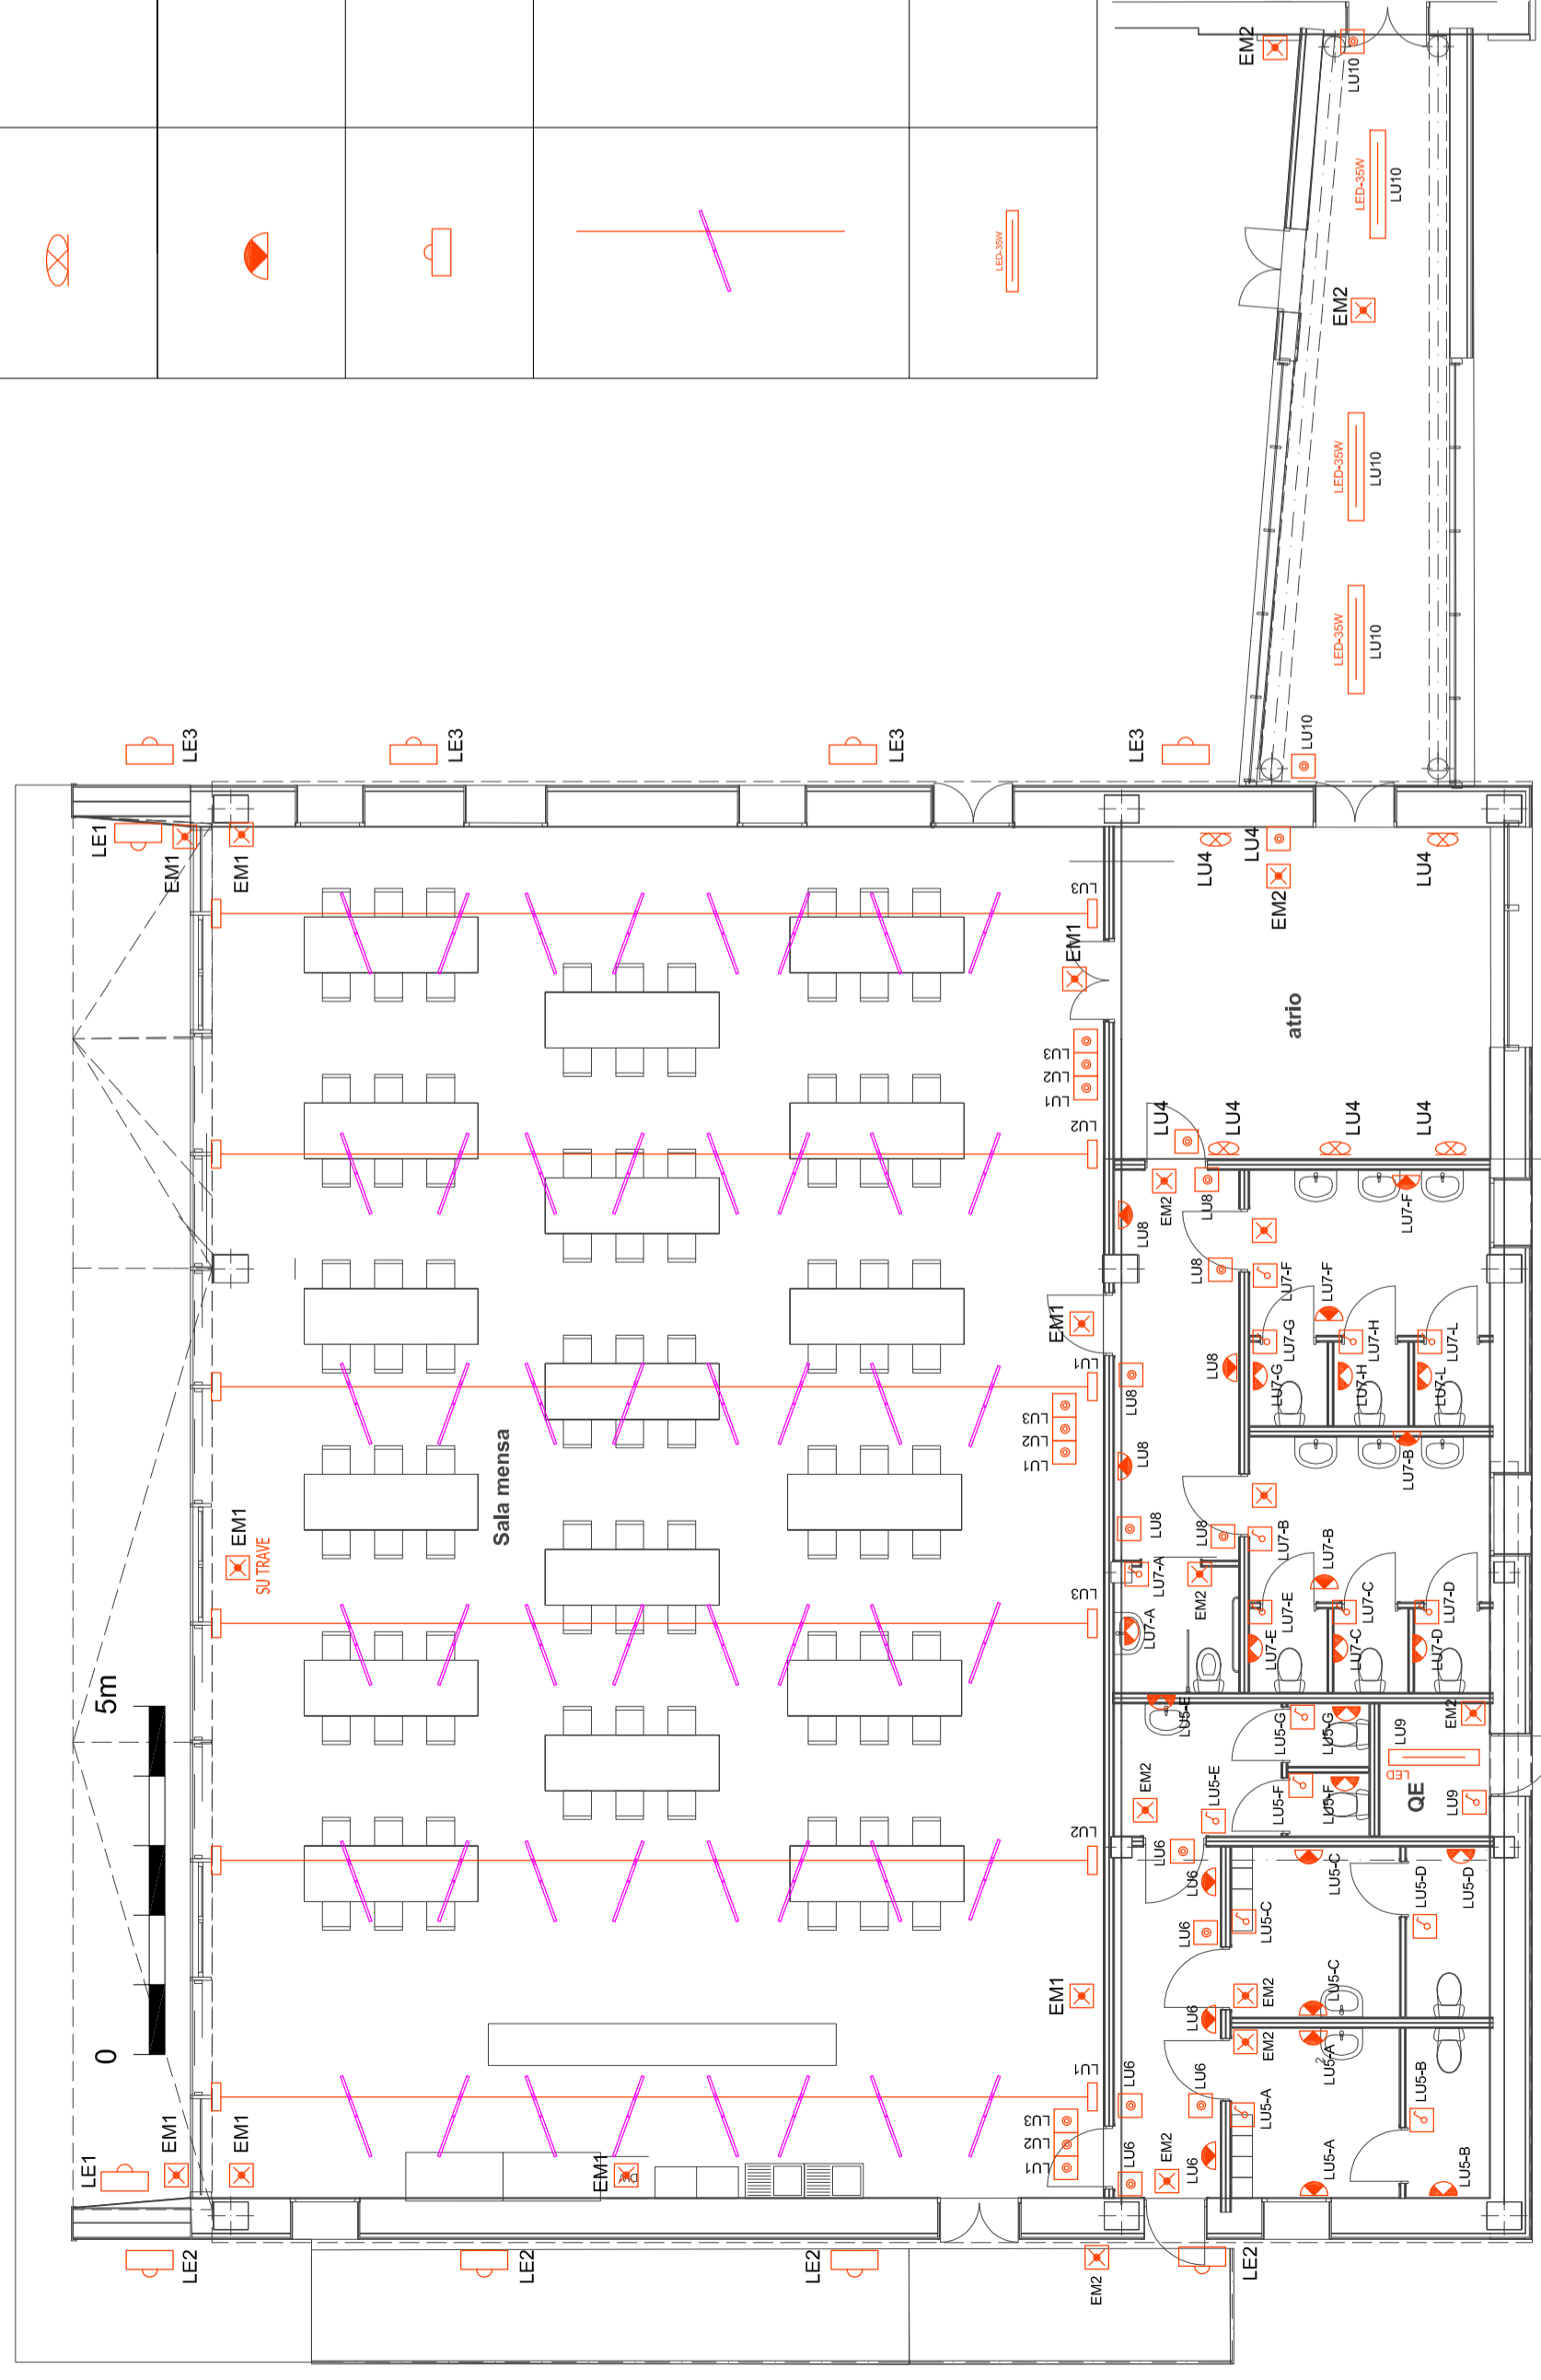 EM2
LU10
LED-35W
LED-35W
LU10
EM2
LED-35W
LU10
LED-35W
LU10
LU10
LE3
LE3
LE3
LE3
LE1
EM1
EM1
LU3
LU4
LU4
EM2
LU4
EM1
atrio
LU3
LU2
LU1
LU2
LU4
LU4
LU4
LU4
EM2
LU8
LU8
LU7-F
LU8
LU7-F
LU7-F
EM1
LU1
LU8
LU7-G
LU7-H
LU7-L
LU8
LU7-G
LU7-H
LU7-L
LU3
LU2
LU1
Sala mensa
LU8
LU7-B
EM1
SU TRAVE
LU8
LU8
LU7-B
LU7-B
LU7-A
EM2
LU3
LU7-A
LU7-E
LU7-C
LU7-D
LU7-E
LU7-C
LU7-D
5m
0
LU5-E
LU5-G
LU5-G
LU9
EM2
LED
QE
EM2
LU5-E
LU5-F
LU5-F
LU9
LU2
LU6
LU6
LU5-C
LU5-D
LU5-D
LU6
LU5-C
EM1
EM2
LU5-C
LU6
EM2
LU5-A
2
LU1
LU6
LU6
LU5-A
LU5-B
LU3
LU2
LU1
LE1
EM1
EM1
EM1
DW
LU6
EM2
LU6
LU5-A
LU5-B
LE2
LE2
LE2
EM2
LE2